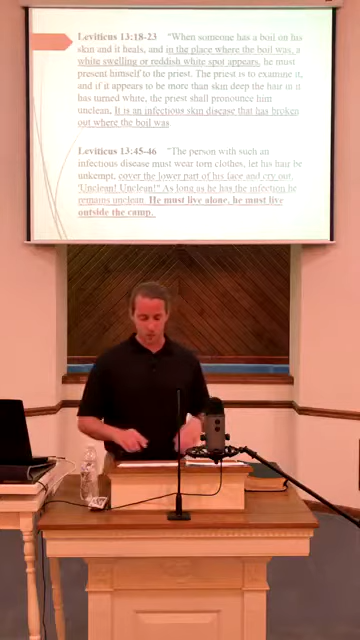 Leviticus 13:18-23 "When someone has a boil on his
skin and it heals, and in the place where the boil was, a
white swelling or reddish white spot appears, he must
present himself to the priest. The priest is to examine it,
and if it appears to be more than skin deep the hair in it
has turned white, the priest shall pronounce him
unclean. It is an infectious skin disease that has broken
out where the boil was
Leviticus 13:45-46 "The person with such an
infectious disease must wear torn clothes, let his hair be
unkempt, cover the lower part of his face and cry out,
'Unclean! Unclean!" As long as he has the infection he
remains unclean. He must live alone, he must live
outside the camp.